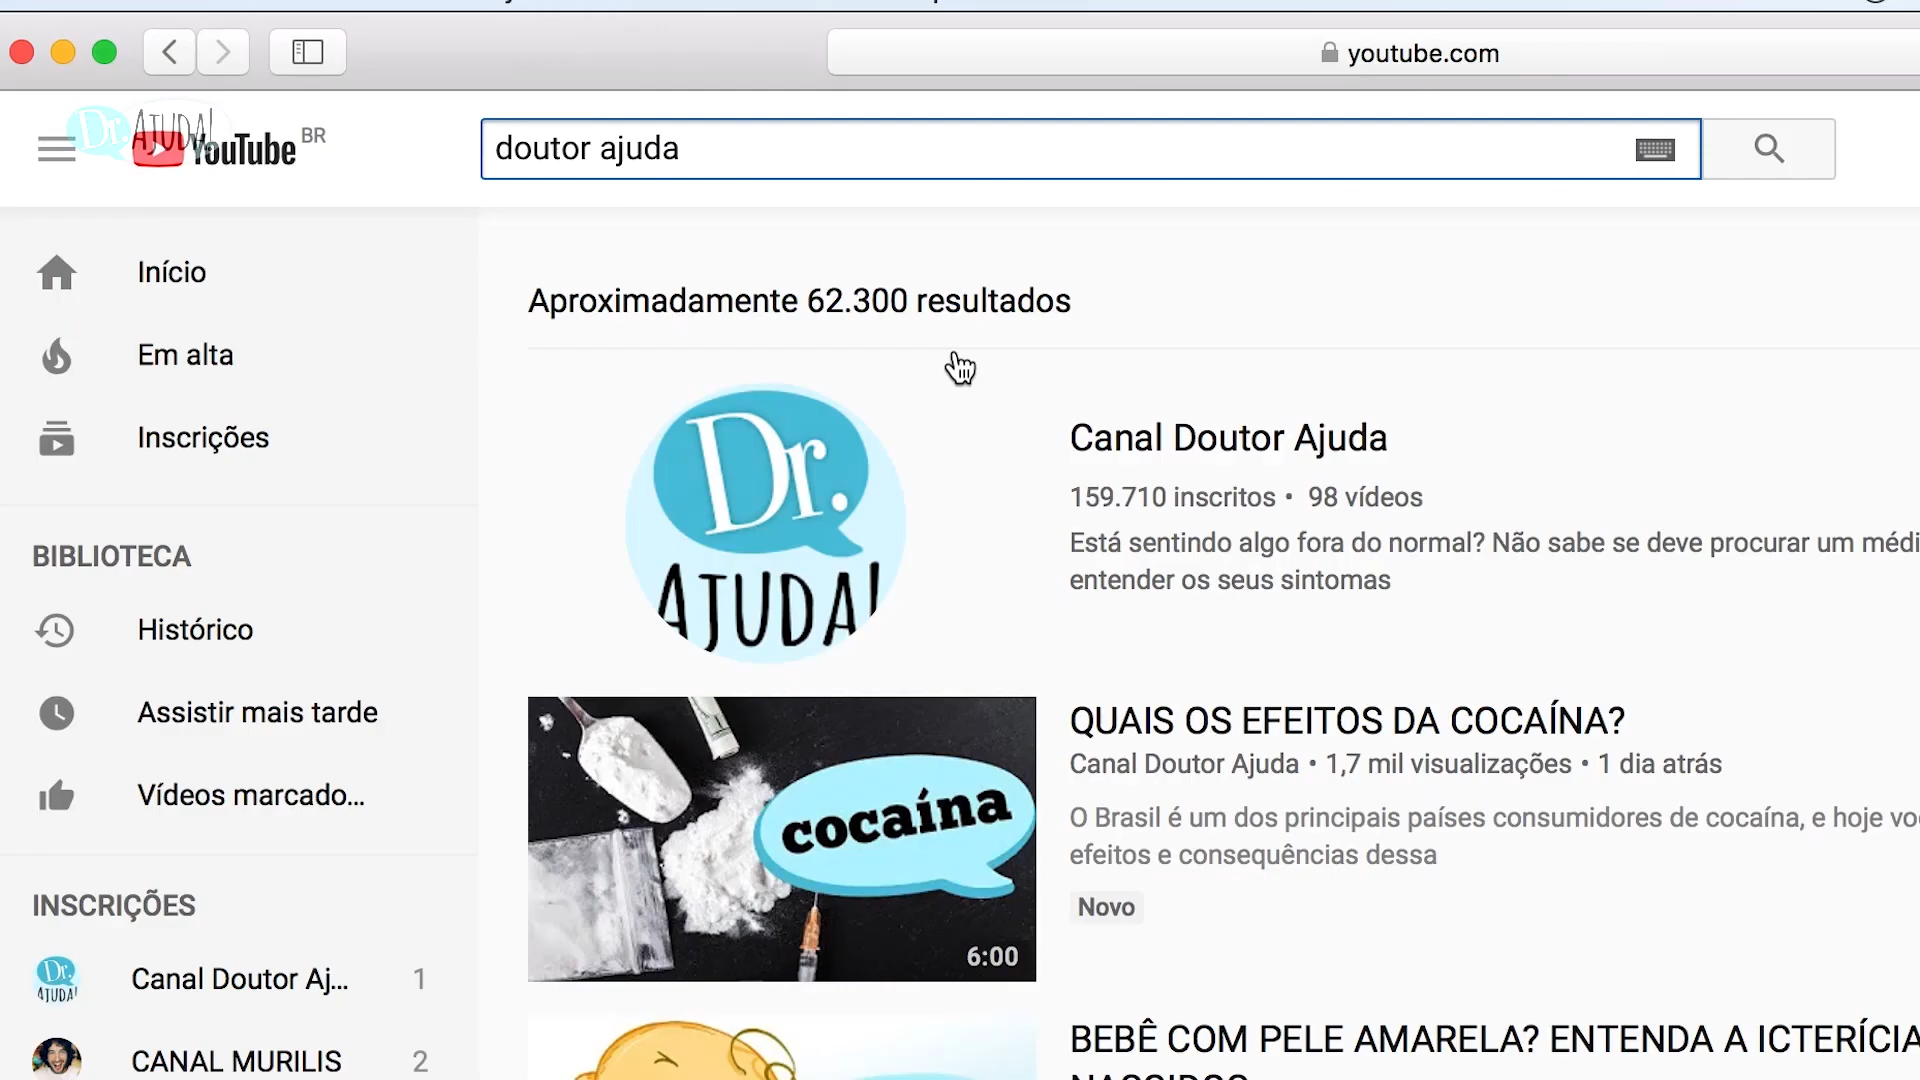 youtube.com
Dr. AJUDA!
YouTube BR
doutor ajuda
Início
Em alta
Inscrições
BIBLIOTECA
Histórico
Assistir mais tarde
Vídeos marcado...
INSCRIÇÕES
Dr. AJUDA!
Canal Doutor Aj... 1
CANAL MURILIS 2
Aproximadamente 62.300 resultados
Dr.
AJUDA!
Canal Doutor Ajuda
159.710 inscritos • 98 vídeos
Está sentindo algo fora do normal? Não sabe se deve procurar um médi
entender os seus sintomas
cocaína
6:00
QUAIS OS EFEITOS DA COCAÍNA?
Canal Doutor Ajuda • 1,7 mil visualizações • 1 dia atrás
O Brasil é um dos principais países consumidores de cocaína, e hoje vo
efeitos e consequências dessa
Novo
BEBÊ COM PELE AMARELA? ENTENDA A ICTERÍCIA